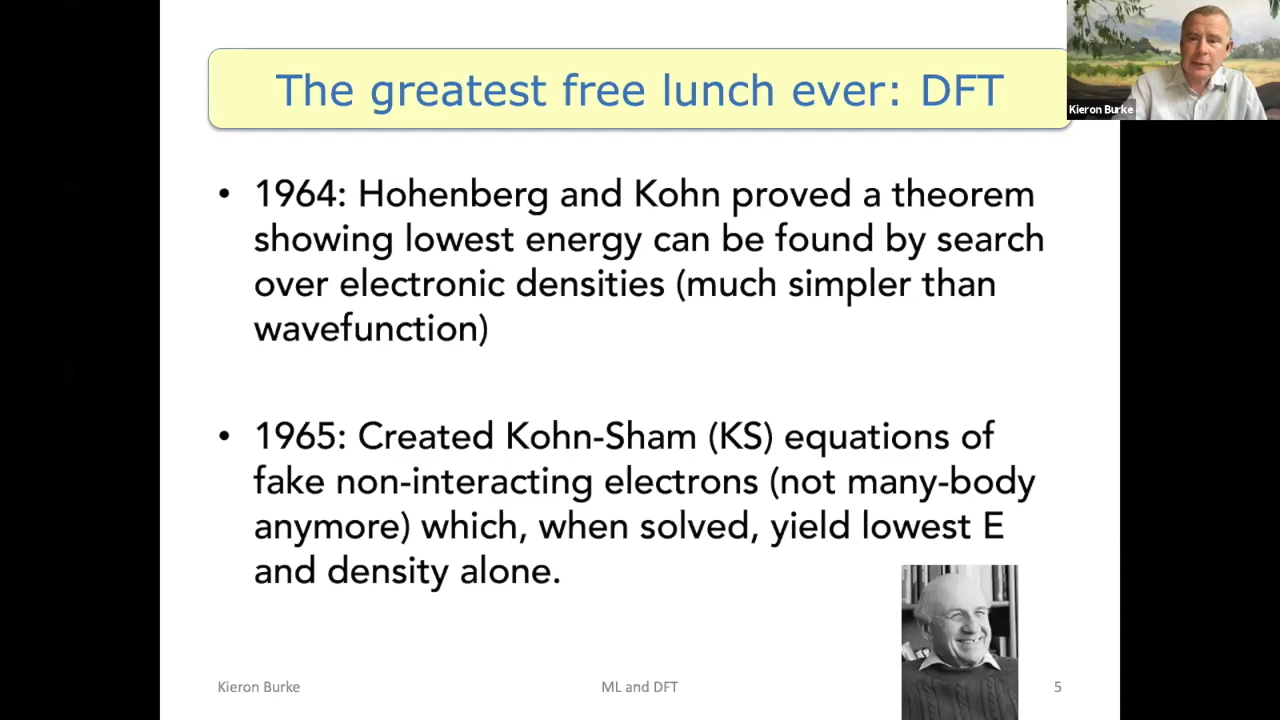 The greatest free lunch ever: DFT
Kieron Burke
• 1964: Hohenberg and Kohn proved a theorem
showing lowest energy can be found by search
over electronic densities (much simpler than
wavefunction)
• 1965: Created Kohn-Sham (KS) equations of
fake non-interacting electrons (not many-body
anymore) which, when solved, yield lowest E
and density alone.
Kieron Burke
ML and DFT
5